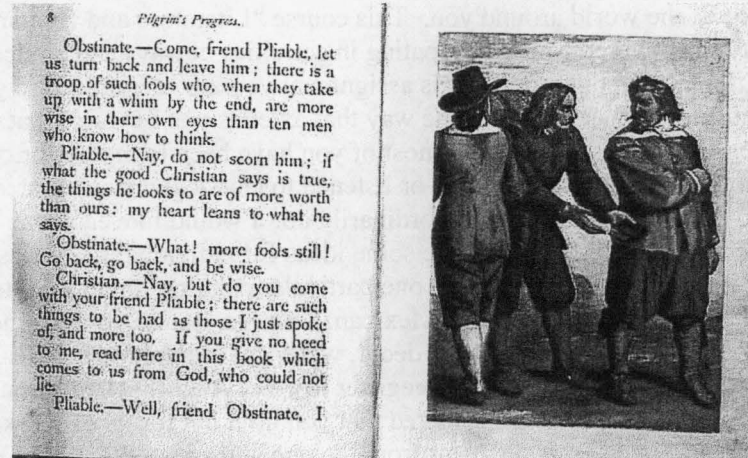 8 Pilgrim's Progress.
Obstinate.—Come, friend Pliable, let
us turn back and leave him; there is a
troop of such fools who, when they take
up with a whim by the end, are more
wise in their own eyes than ten men
who know how to think.
Pliable.—Nay, do not scorn him; if
what the good Christian says is true,
the things he looks to are of more worth
than ours: my heart leans to what he
says.
Obstinate.—What! more fools still!
Go back, go back, and be wise.
Christian.—Nay, but do you come
with your friend Pliable; there are such
things to be had as those I just spoke
of, and more too. If you give no heed
to me, read here in this book which
comes to us from God, who could not
lie.
Pliable.—Well, friend Obstinate, I